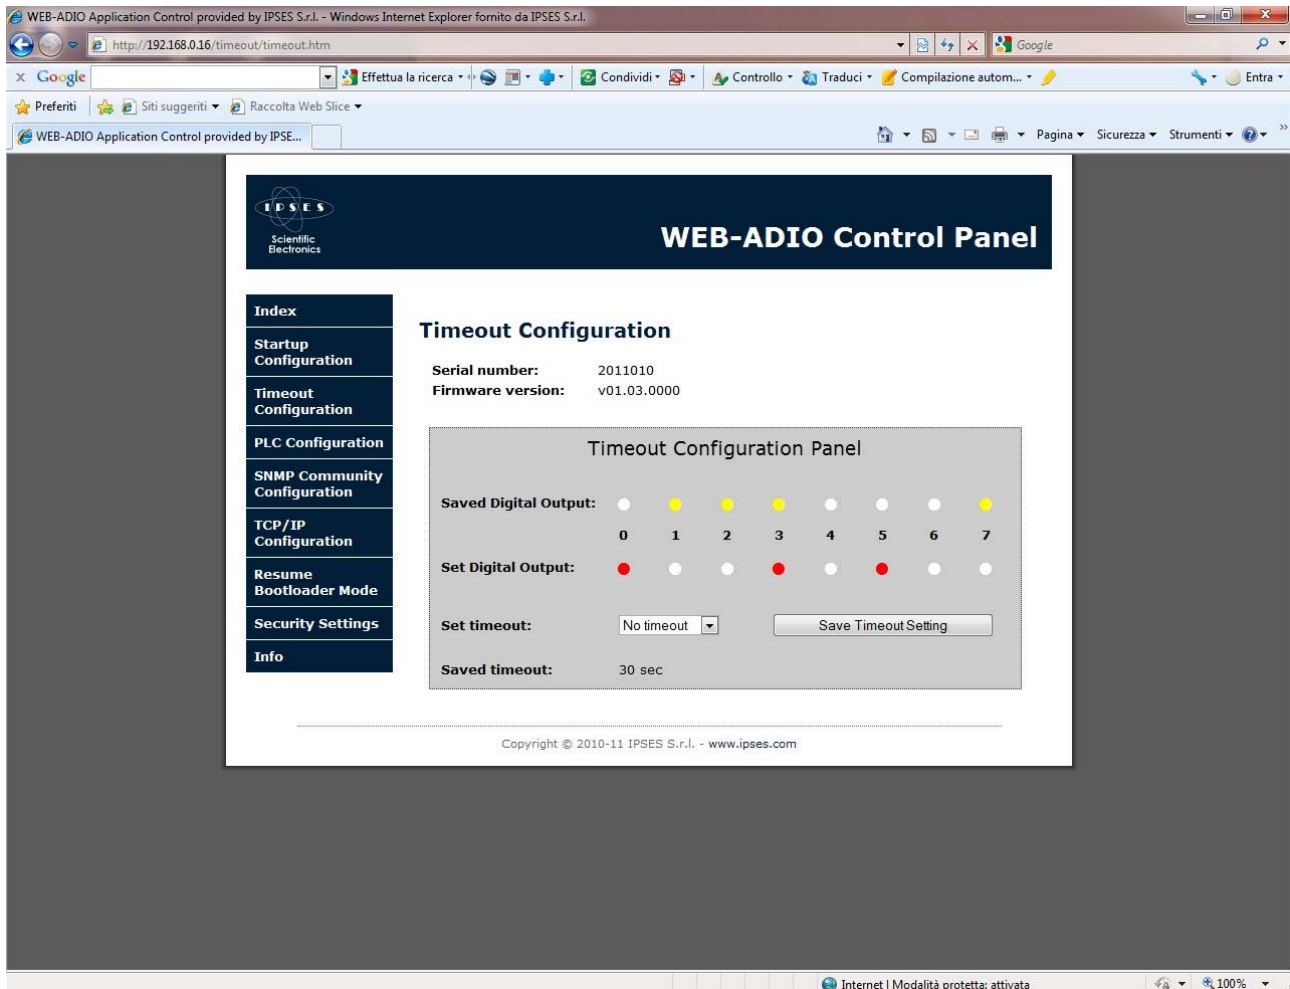 WEB-ADIO Application Control provided by IPSES S.r.l. - Windows Internet Explorer fornito da IPSES S.r.l.
http://192.168.0.16/timeout/timeout.htm
Google
x Google
Effettua la ricerca
Condividi
Controllo
Traduci
Compilazione autom...
Entra
Preferiti
Siti suggeriti
Raccolta Web Slice
WEB-ADIO Application Control provided by IPSE...
Pagina
Sicurezza
Strumenti
IPSES
Scientific
Electronics
WEB-ADIO Control Panel
Index
Startup
Configuration
Timeout
Configuration
PLC Configuration
SNMP Community
Configuration
TCP/IP
Configuration
Resume
Bootloader Mode
Security Settings
Info
Timeout Configuration
Serial number: 2011010
Firmware version: v01.03.0000
Timeout Configuration Panel
Saved Digital Output:
0 1 2 3 4 5 6 7
Set Digital Output:
Set timeout: No timeout Save Timeout Setting
Saved timeout: 30 sec
Copyright © 2010-11 IPSES S.r.l. - www.ipses.com
Internet | Modalità protetta: attivata
100%